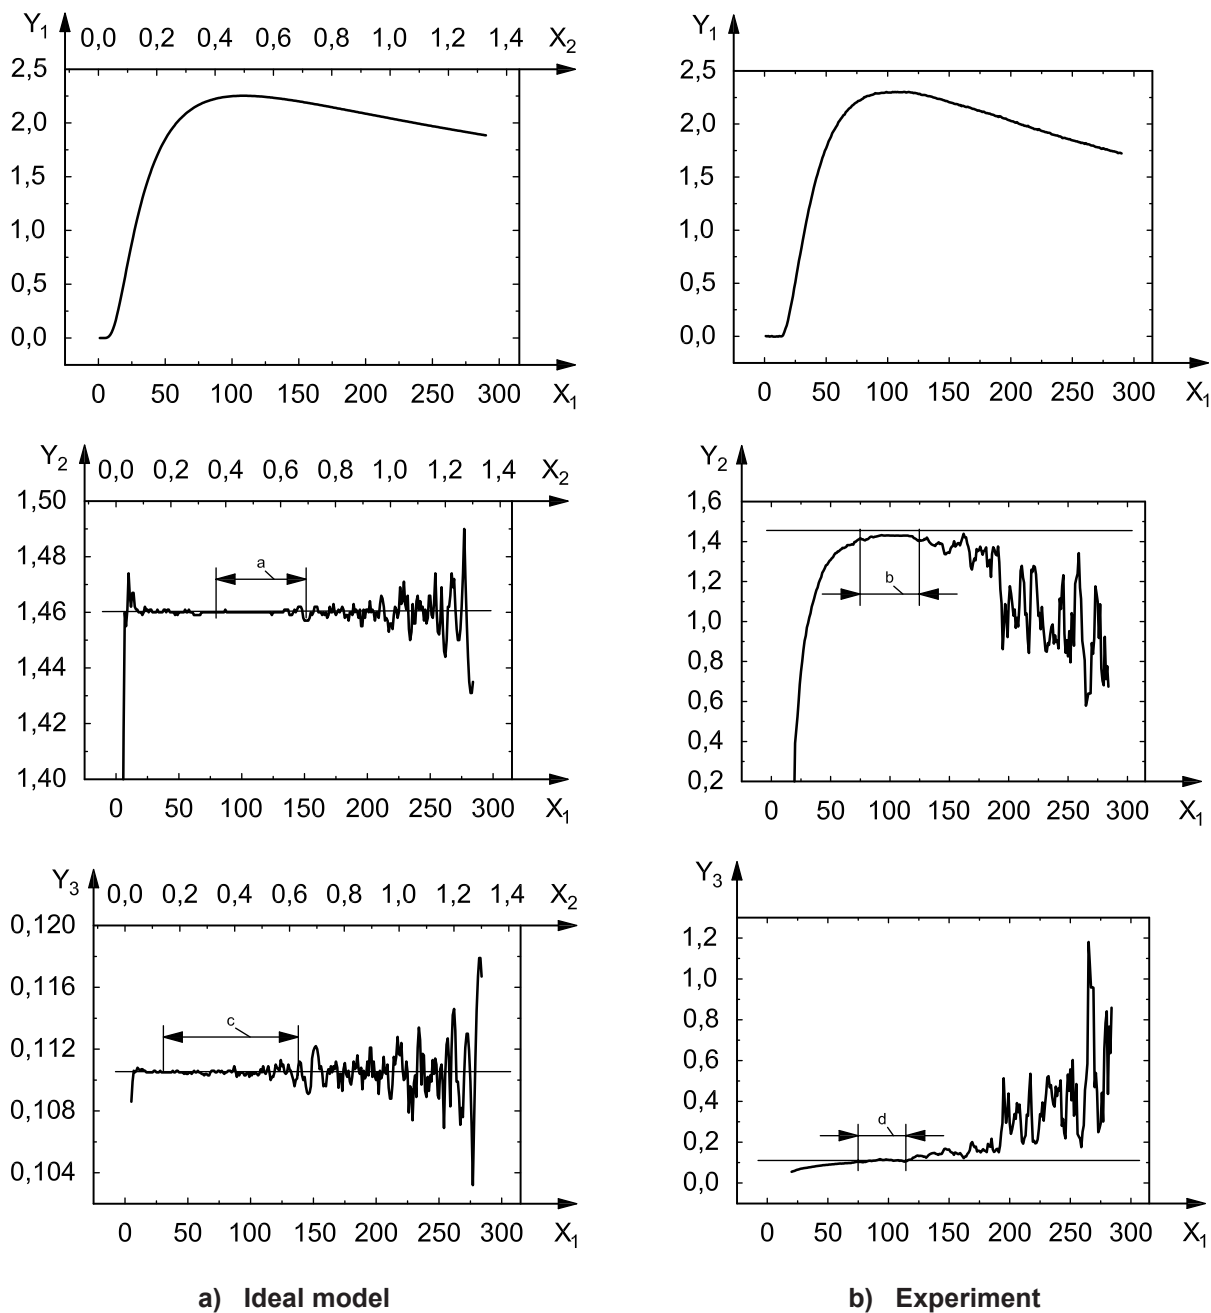 Y1
0,0 0,2 0,4 0,6 0,8 1,0 1,2 1,4 X2
2,5
2,0
1,5
1,0
0,5
0,0
0 50 100 150 200 250 300 X1
Y1
2,5
2,0
1,5
1,0
0,5
0,0
0 50 100 150 200 250 300 X1
Y2
0,0 0,2 0,4 0,6 0,8 1,0 1,2 1,4 X2
1,50
1,48
1,46
1,44
1,42
1,40
a
0 50 100 150 200 250 300 X1
Y2
1,6
1,4
1,2
1,0
0,8
0,6
0,4
0,2
b
0 50 100 150 200 250 300 X1
Y3
0,0 0,2 0,4 0,6 0,8 1,0 1,2 1,4 X2
0,120
0,116
0,112
0,108
0,104
c
0 50 100 150 200 250 300 X1
Y3
1,2
1,0
0,8
0,6
0,4
0,2
0,0
d
0 50 100 150 200 250 300 X1
a) Ideal model
b) Experiment